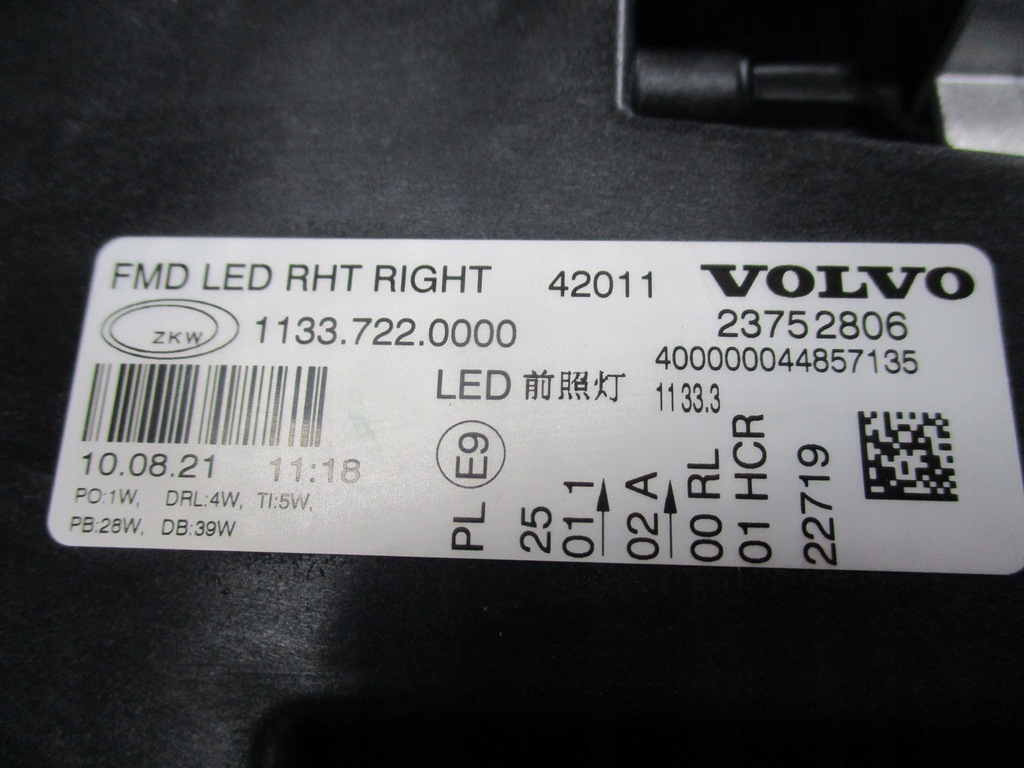 FMD LED RHT RIGHT 42011 VOLVO
ZKW 1133.722.0000 23752806
400000044857135
LED 前照灯 1133.3
10.08.21 11:18
PO:1W, DRL:4W, TI:5W,
PB:28W, DB:39W
PL E9
25
01 1
02 A
00 RL
01 HCR
22719